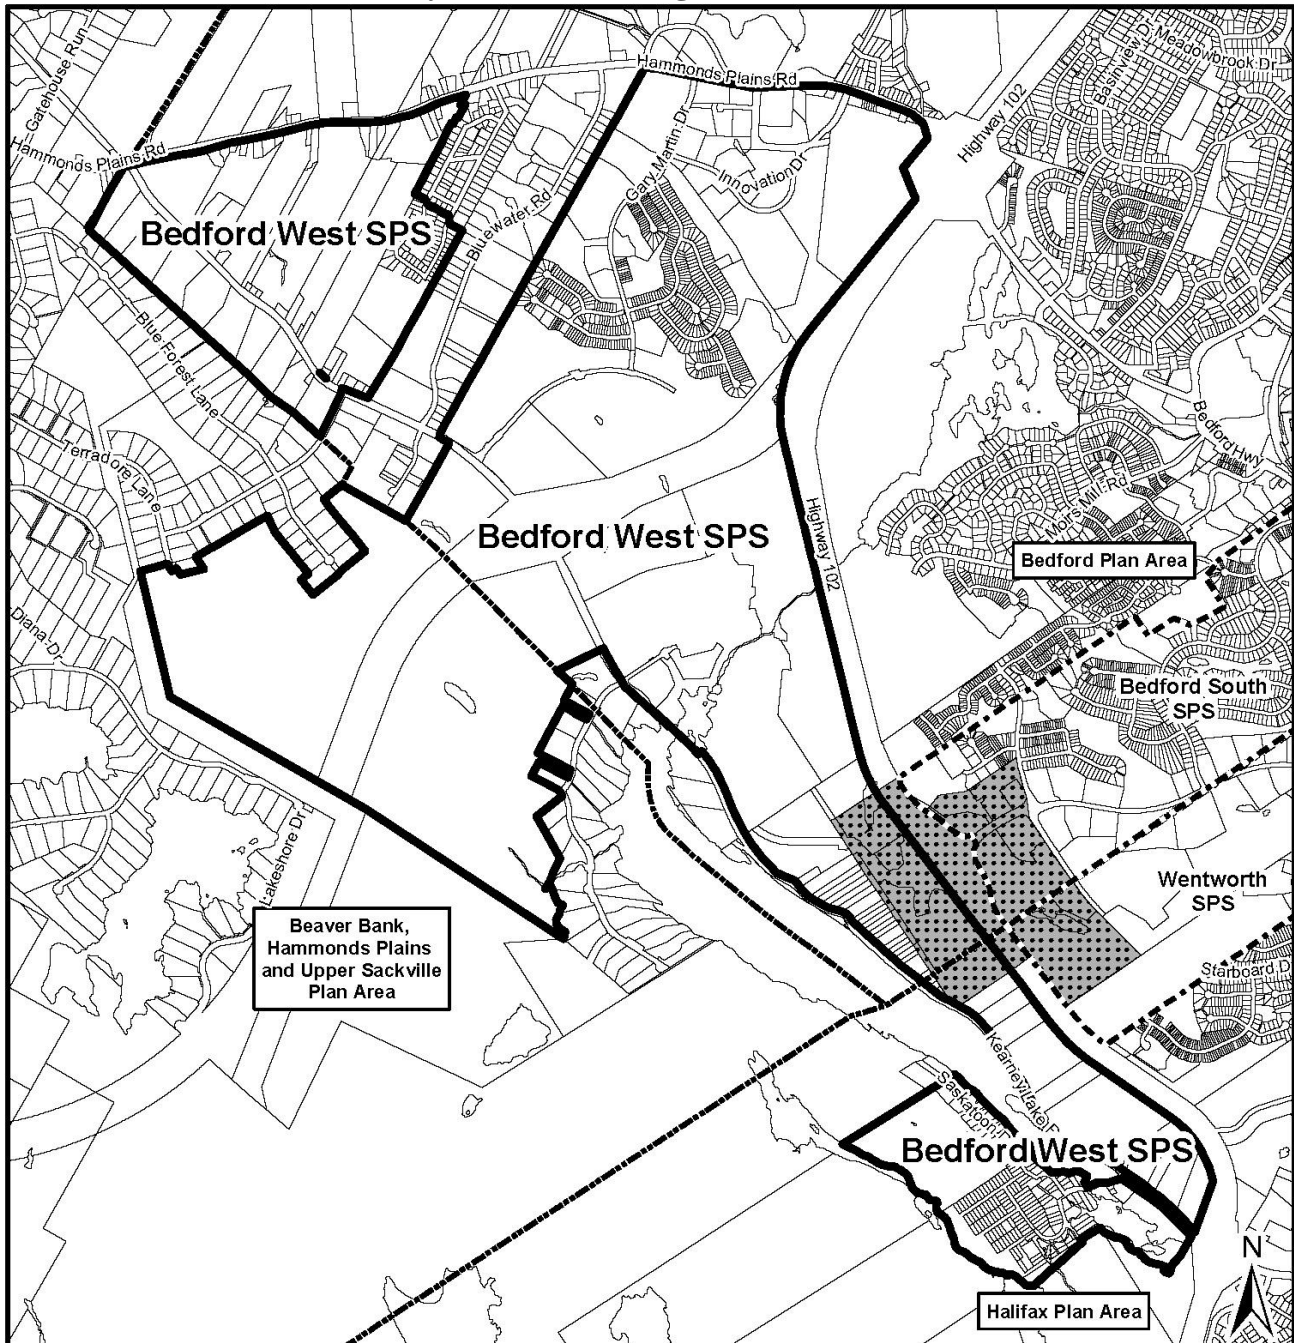 Gatehouse Run
Hammonds Plains Rd
Hammonds Plains Rd
Meadowbrook Dr
Basinview Dr
Highway 102
Gary Martin Dr
Innovation Dr
Bluewater Rd
Bedford West SPS
Blue Forest Lane
Terradore Lane
Bedford Hwy
Moirs Mill Rd
Highway 102
Bedford West SPS
Bedford Plan Area
Diana Dr
Bedford South
SPS
Lakeshore Dr
Wentworth
SPS
Beaver Bank,
Hammonds Plains
and Upper Sackville
Plan Area
Starboard D
Kearney Lake R
Saskatoon
Bedford West SPS
N
Halifax Plan Area